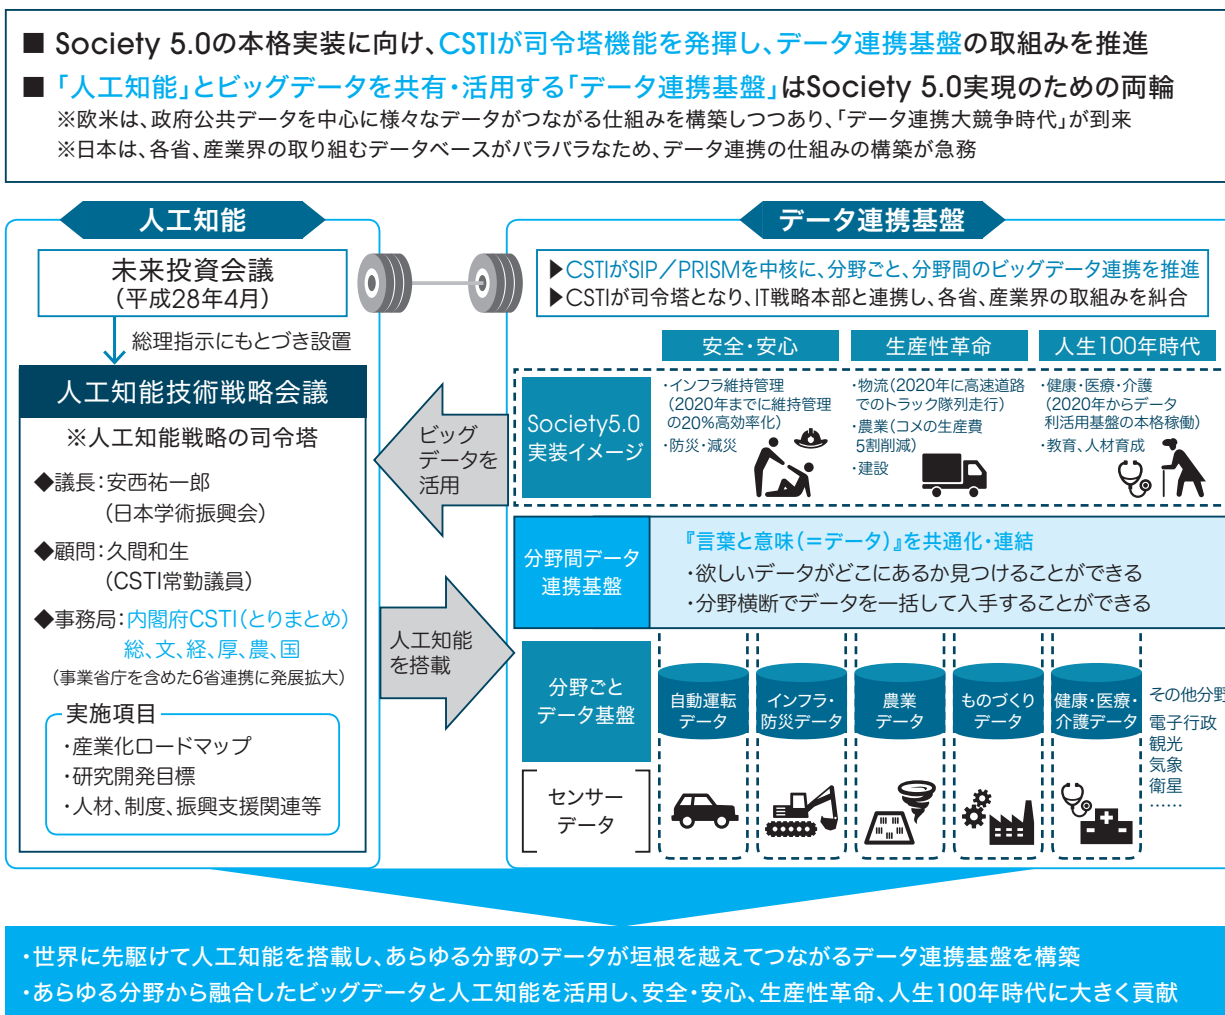 ■ Society 5.0の本格実装に向け、CSTIが司令塔機能を発揮し、データ連携基盤の取組みを推進
■ 「人工知能」とビッグデータを共有・活用する「データ連携基盤」はSociety 5.0実現のための両輪
※欧米は、政府公共データを中心に様々なデータがつながる仕組みを構築しつつあり、「データ連携大競争時代」が到来
※日本は、各省、産業界の取り組むデータベースがバラバラなため、データ連携の仕組みの構築が急務
人工知能
未来投資会議
（平成28年4月）
総理指示にもとづき設置
人工知能技術戦略会議
※人工知能戦略の司令塔
◆議長：安西祐一郎
（日本学術振興会）
◆顧問：久間和生
（CSTI常勤議員）
◆事務局：内閣府CSTI（とりまとめ）
総、文、経、厚、農、国
（事業省庁を含めた6省連携に発展拡大）
実施項目
・産業化ロードマップ
・研究開発目標
・人材、制度、振興支援関連等
ビッグ
データを
活用
人工知能
を搭載
データ連携基盤
▶CSTIがSIP／PRISMを中核に、分野ごと、分野間のビッグデータ連携を推進
▶CSTIが司令塔となり、IT戦略本部と連携し、各省、産業界の取組みを糾合
安全・安心
生産性革命
人生100年時代
Society5.0
実装イメージ
・インフラ維持管理
（2020年までに維持管理
の20%高効率化）
・防災・減災
・物流（2020年に高速道路
でのトラック隊列走行）
・農業（コメの生産費
5割削減）
・建設
・健康・医療・介護
（2020年からデータ
利活用基盤の本格稼働）
・教育、人材育成
分野間データ
連携基盤
『言葉と意味（＝データ）』を共通化・連結
・欲しいデータがどこにあるか見つけることができる
・分野横断でデータを一括して入手することができる
分野ごと
データ基盤
自動運転
データ
インフラ・
防災データ
農業
データ
ものづくり
データ
健康・医療・
介護データ
その他分野
電子行政
観光
気象
衛星
……
センサー
データ
・世界に先駆けて人工知能を搭載し、あらゆる分野のデータが垣根を越えてつながるデータ連携基盤を構築
・あらゆる分野から融合したビッグデータと人工知能を活用し、安全・安心、生産性革命、人生100年時代に大きく貢献